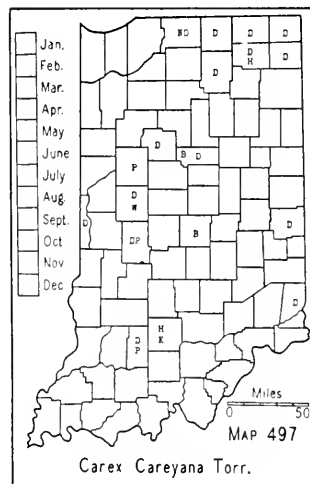 Jan.
Feb.
Mar.
Apr.
May
June
July
Aug.
Sept.
Oct
Nov
Dec
ND D D D
D D H D
D
B D
P
D
W
D
DP B D
D
H
K
D
P
Miles
0 50
MAP 497
Carex Careyana Torr.